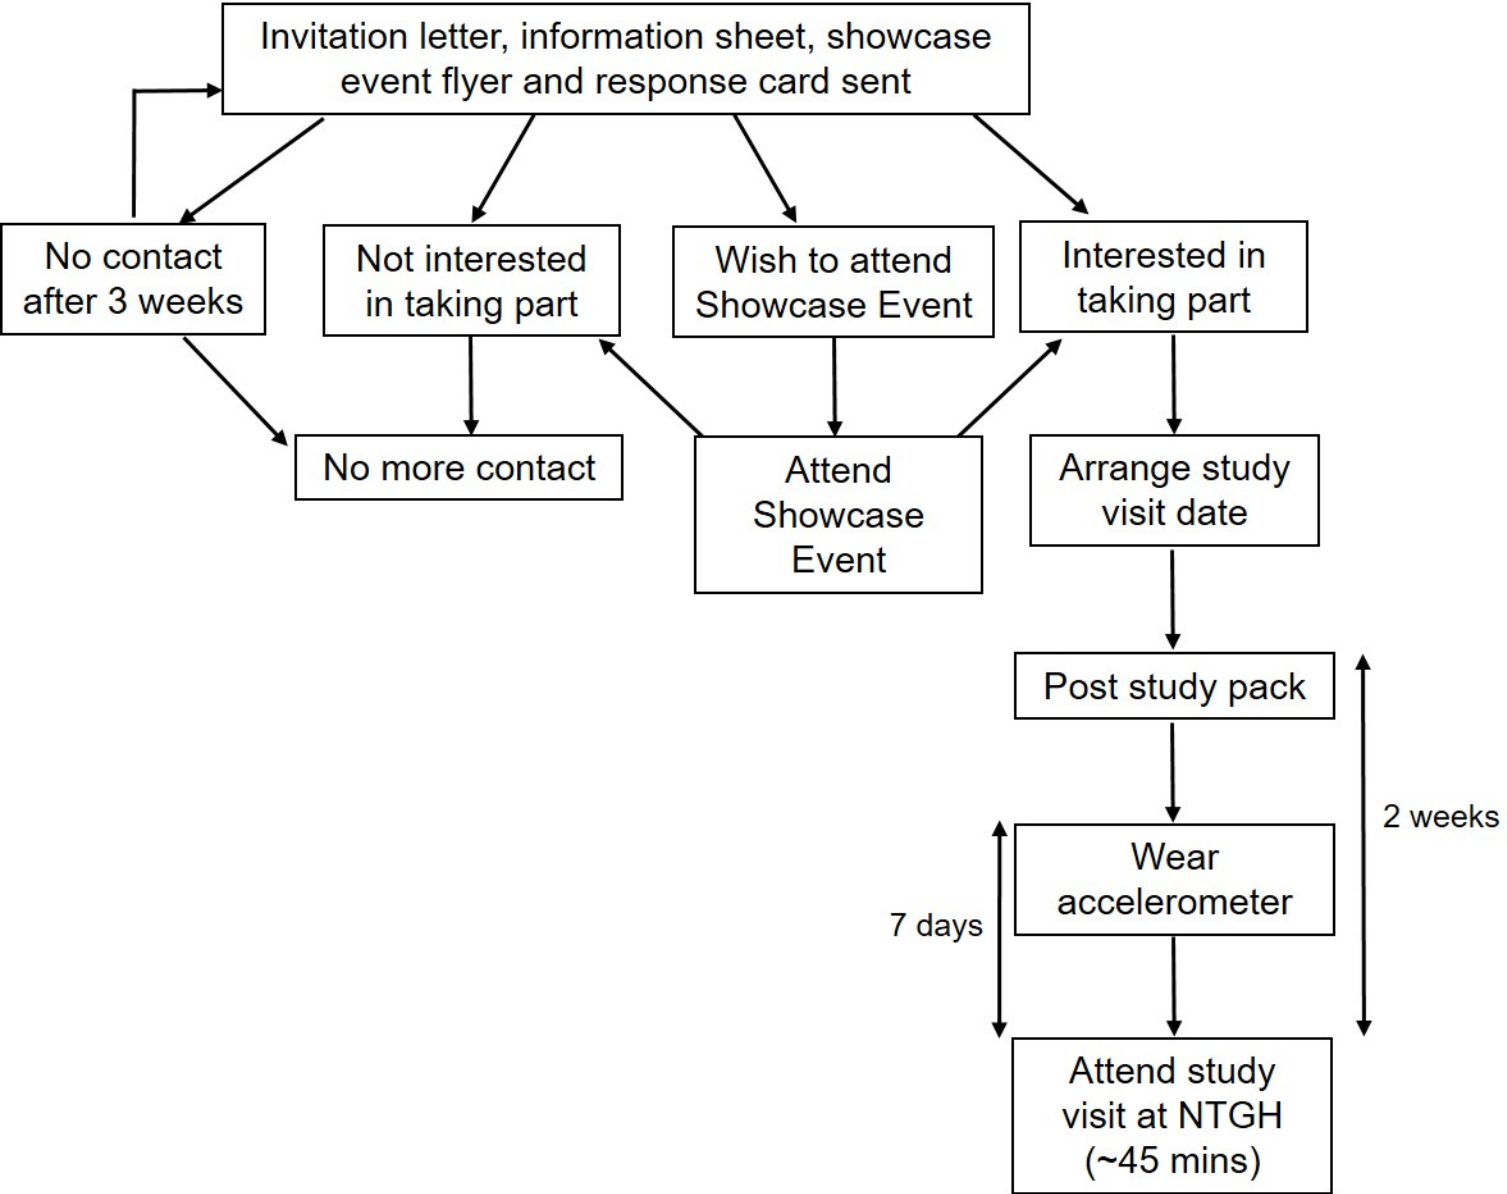 Invitation letter, information sheet, showcase
event flyer and response card sent
No contact
after 3 weeks
Not interested
in taking part
Wish to attend
Showcase Event
Interested in
taking part
No more contact
Attend
Showcase
Event
Arrange study
visit date
Post study pack
2 weeks
Wear
accelerometer
7 days
Attend study
visit at NTGH
(~45 mins)